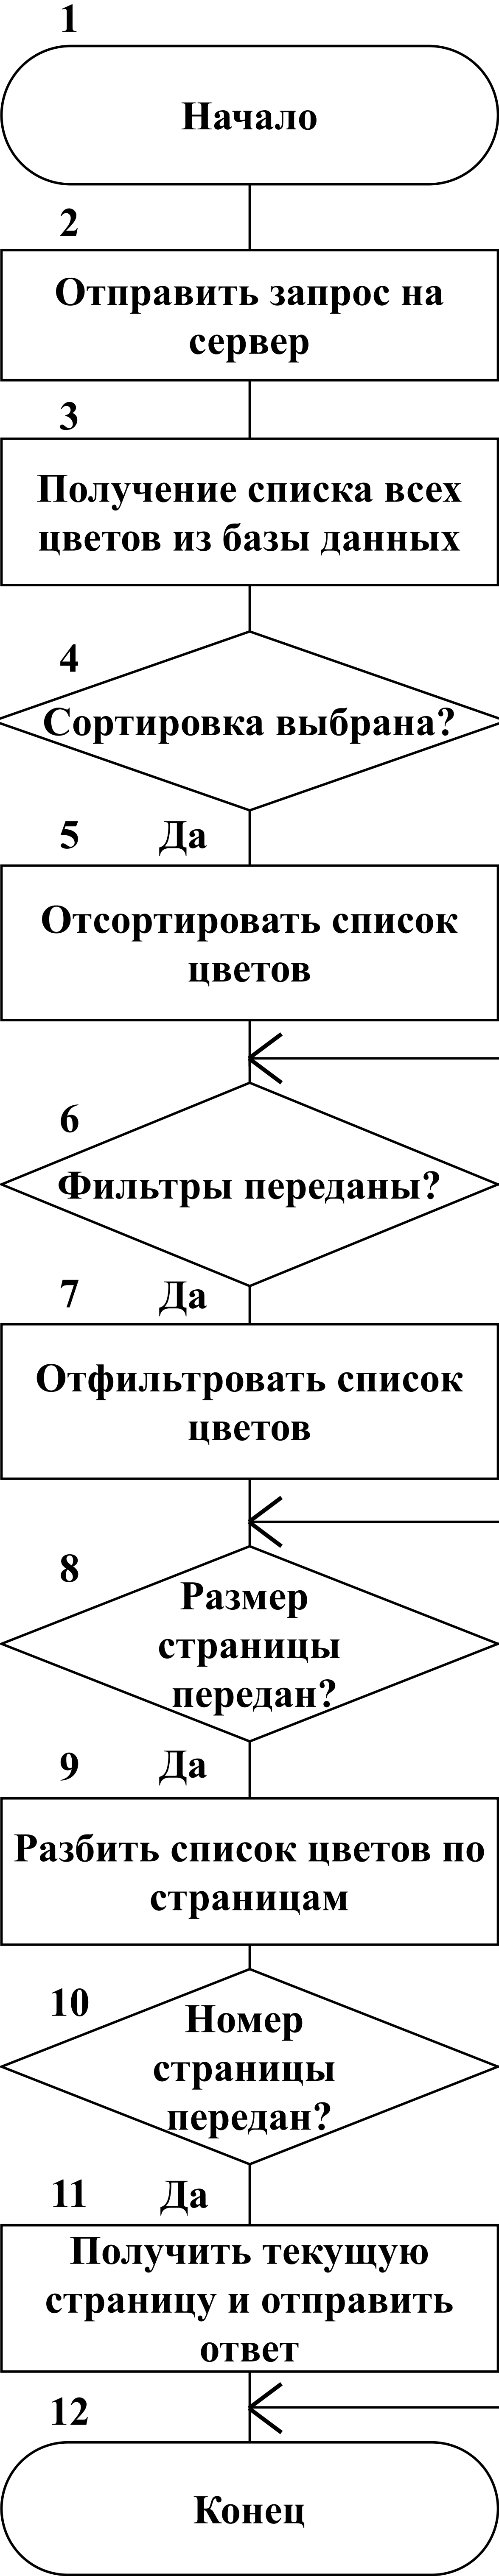 1
Начало
2
Отправить запрос на
сервер
3
Получение списка всех
цветов из базы данных
4
Сортировка выбрана?
5 Да
Отсортировать список
цветов
6
Фильтры переданы?
7 Да
Отфильтровать список
цветов
8
Размер
страницы
передан?
9 Да
Разбить список цветов по
страницам
10
Номер
страницы
передан?
11 Да
Получить текущую
страницу и отправить
ответ
12
Конец